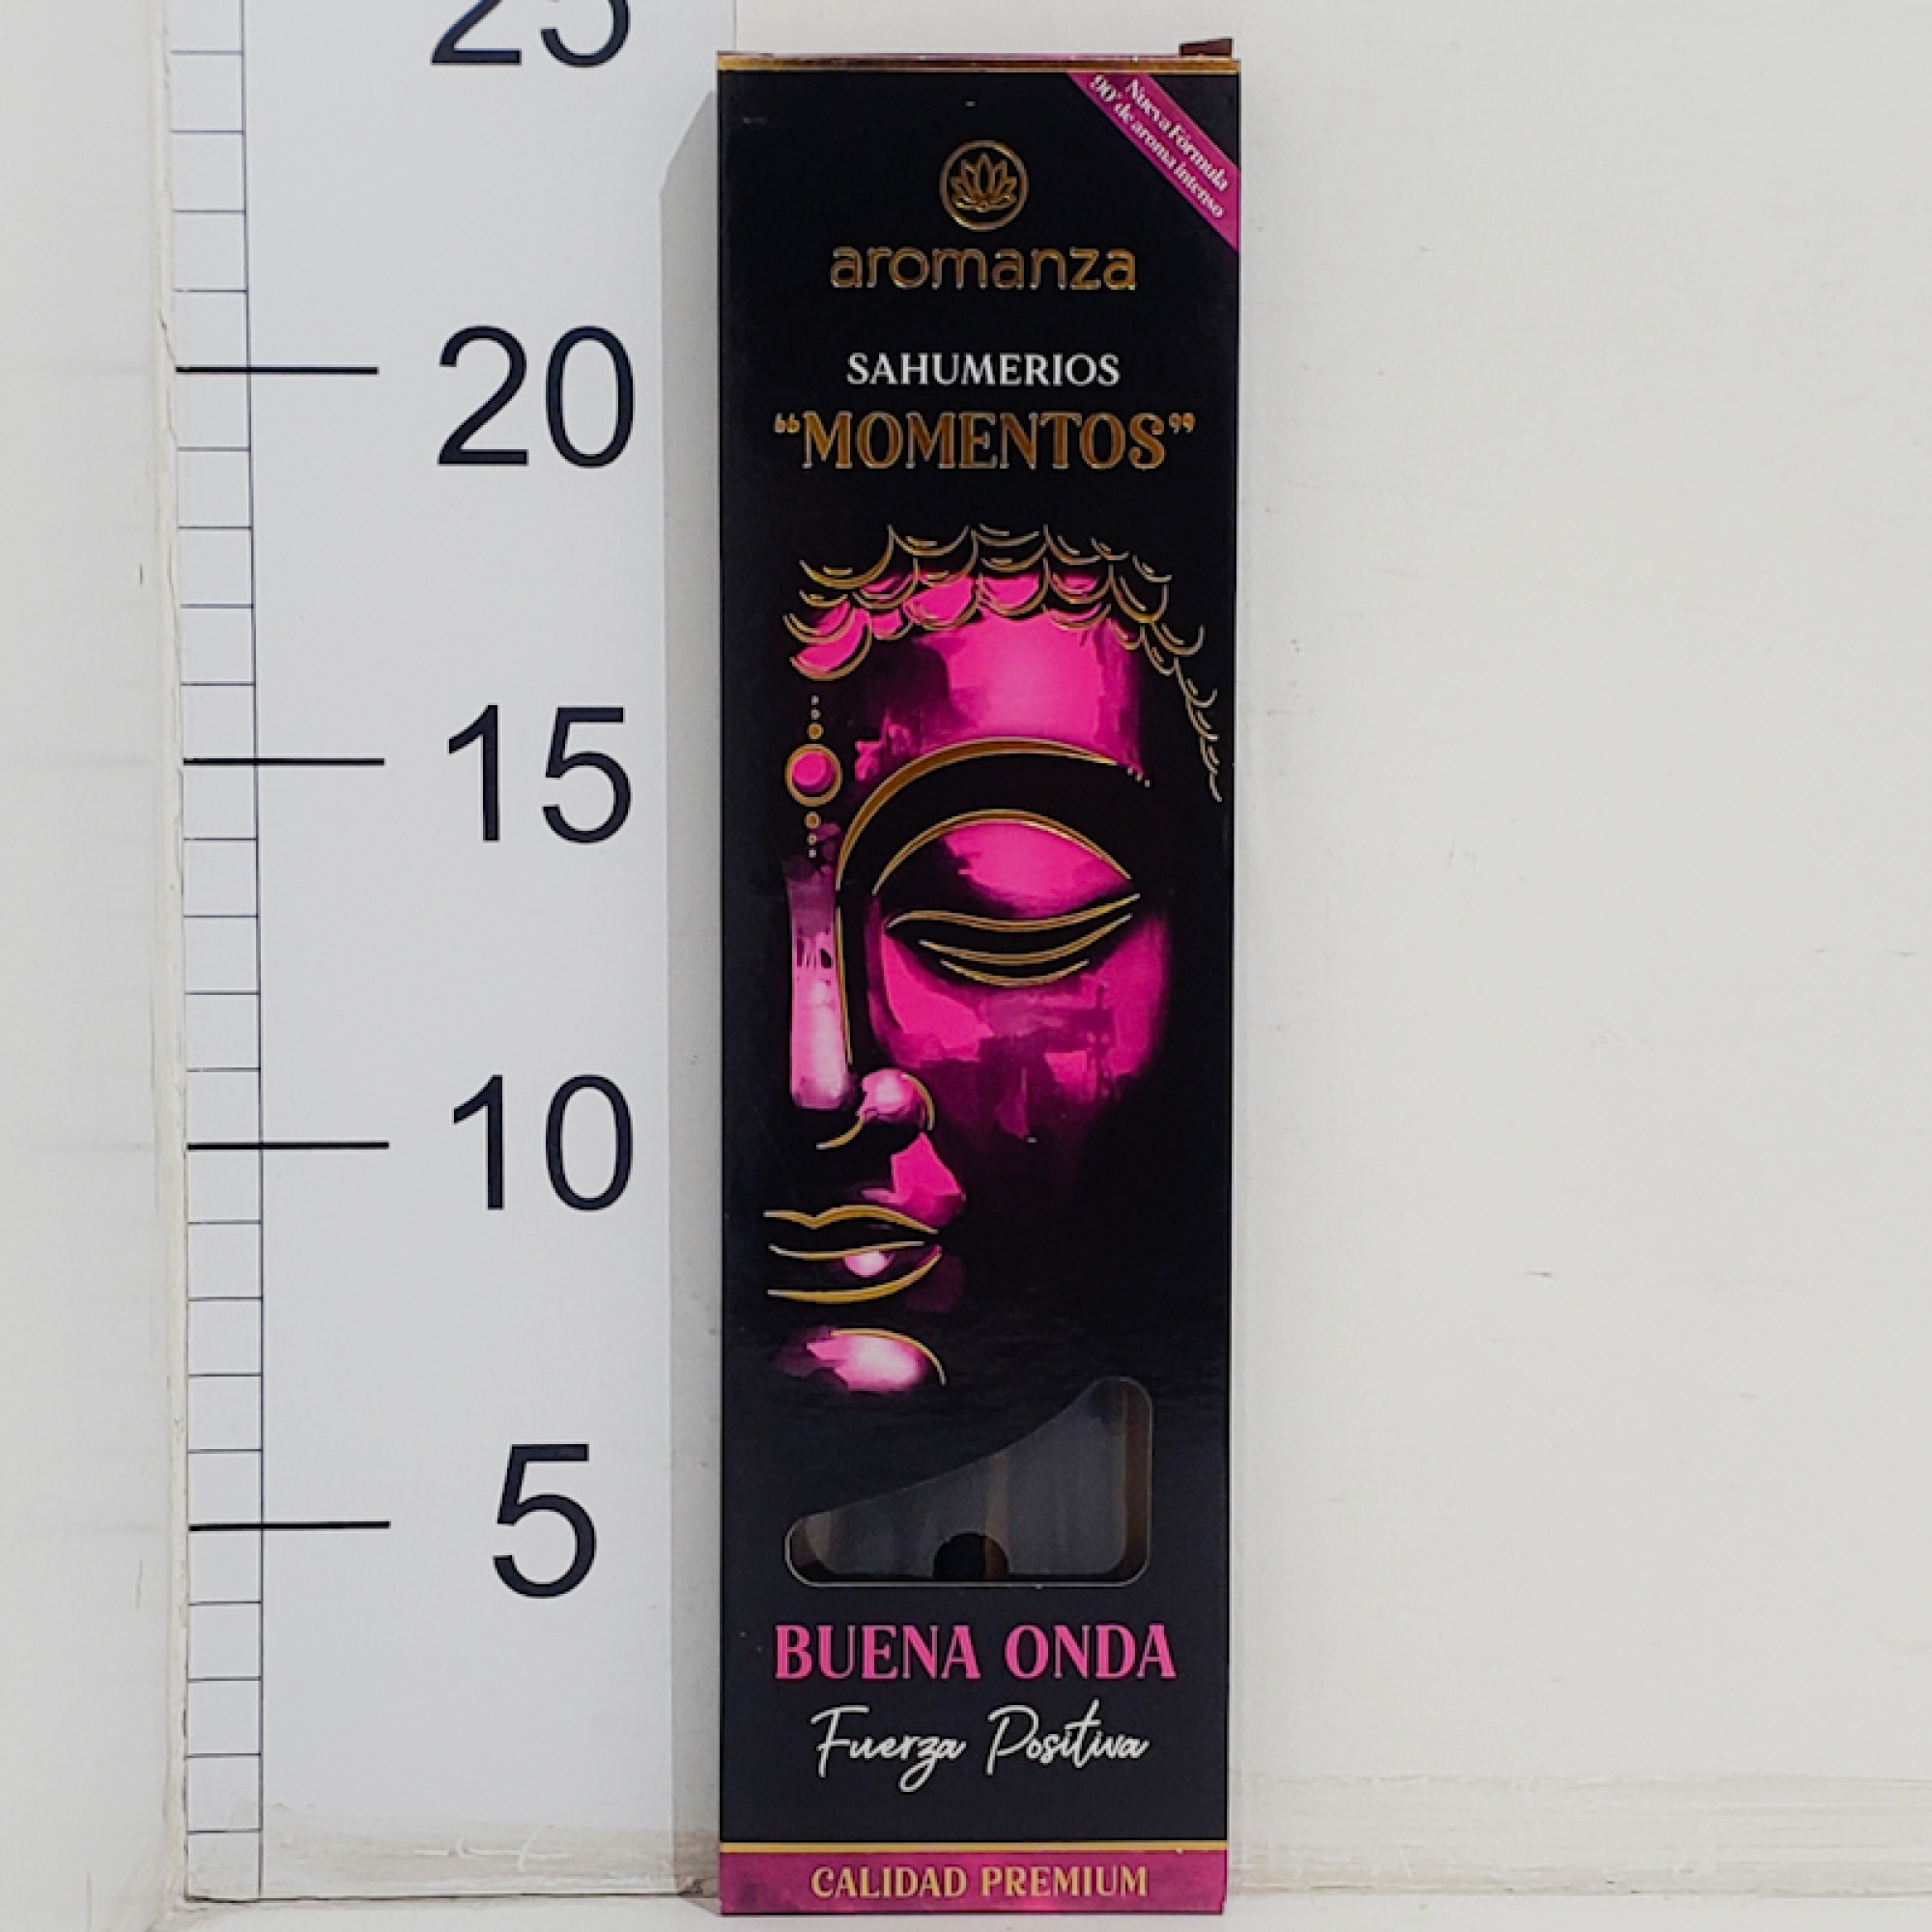 25
20
15
10
5
Nueva Fórmula
90' de aroma intenso
aromanza
SAHUMERIOS
“MOMENTOS”
BUENA ONDA
Fuerza Positiva
CALIDAD PREMIUM